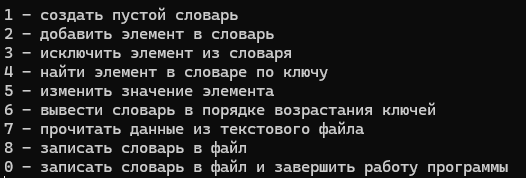 1 – создать пустой словарь
2 – добавить элемент в словарь
3 – исключить элемент из словаря
4 – найти элемент в словаре по ключу
5 – изменить значение элемента
6 – вывести словарь в порядке возрастания ключей
7 – прочитать данные из текстового файла
8 – записать словарь в файл
0 – записать словарь в файл и завершить работу программы